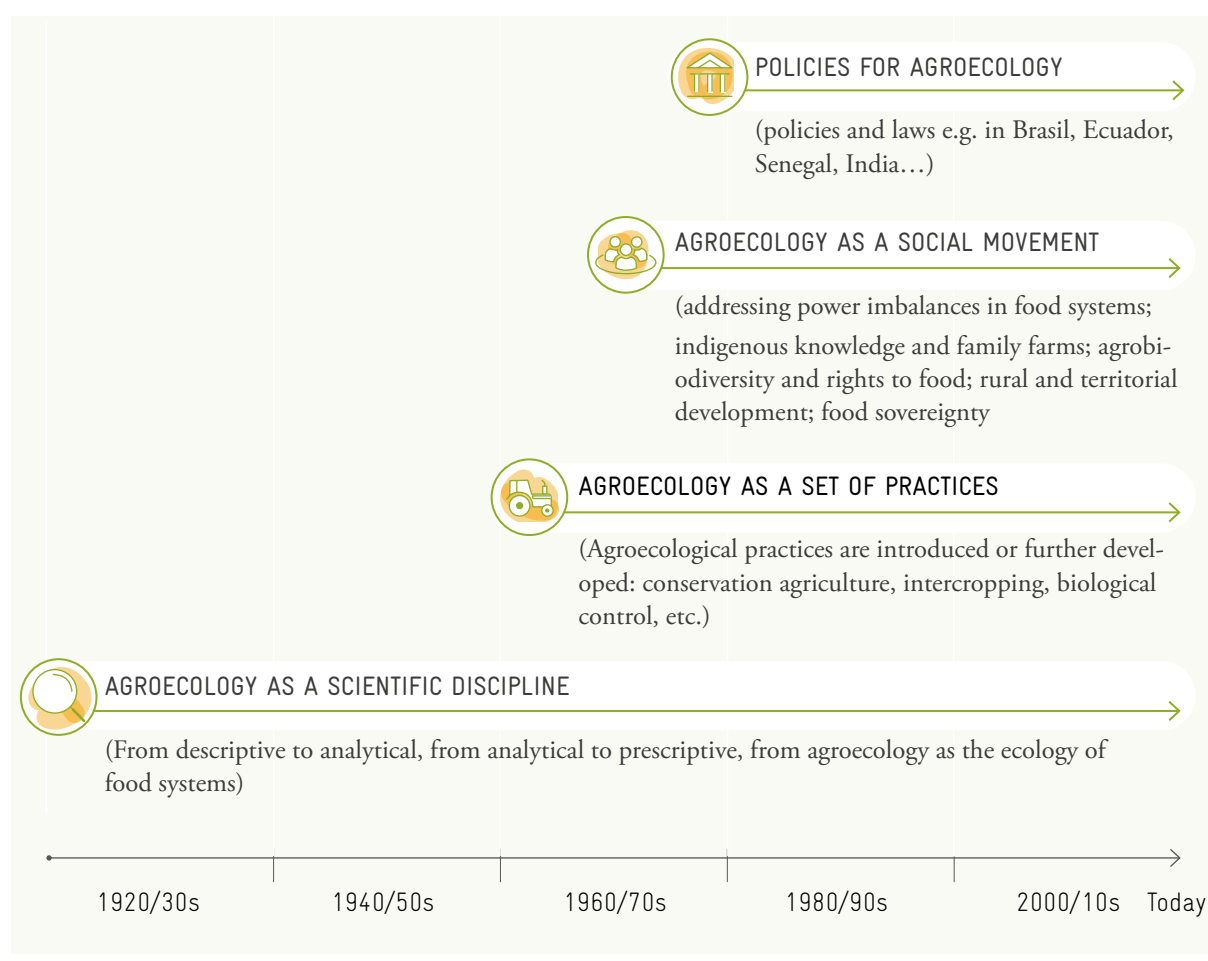 POLICIES FOR AGROECOLOGY
(policies and laws e.g. in Brasil, Ecuador,
Senegal, India…)
AGROECOLOGY AS A SOCIAL MOVEMENT
(addressing power imbalances in food systems;
indigenous knowledge and family farms; agrobi-
odiversity and rights to food; rural and territorial
development; food sovereignty
AGROECOLOGY AS A SET OF PRACTICES
(Agroecological practices are introduced or further devel-
oped: conservation agriculture, intercropping, biological
control, etc.)
AGROECOLOGY AS A SCIENTIFIC DISCIPLINE
(From descriptive to analytical, from analytical to prescriptive, from agroecology as the ecology of
food systems)
1920/30s 1940/50s 1960/70s 1980/90s 2000/10s Today